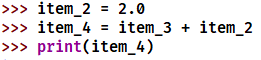 >>> item_2 = 2.0
>>> item_4 = item_3 + item_2
>>> print(item_4)